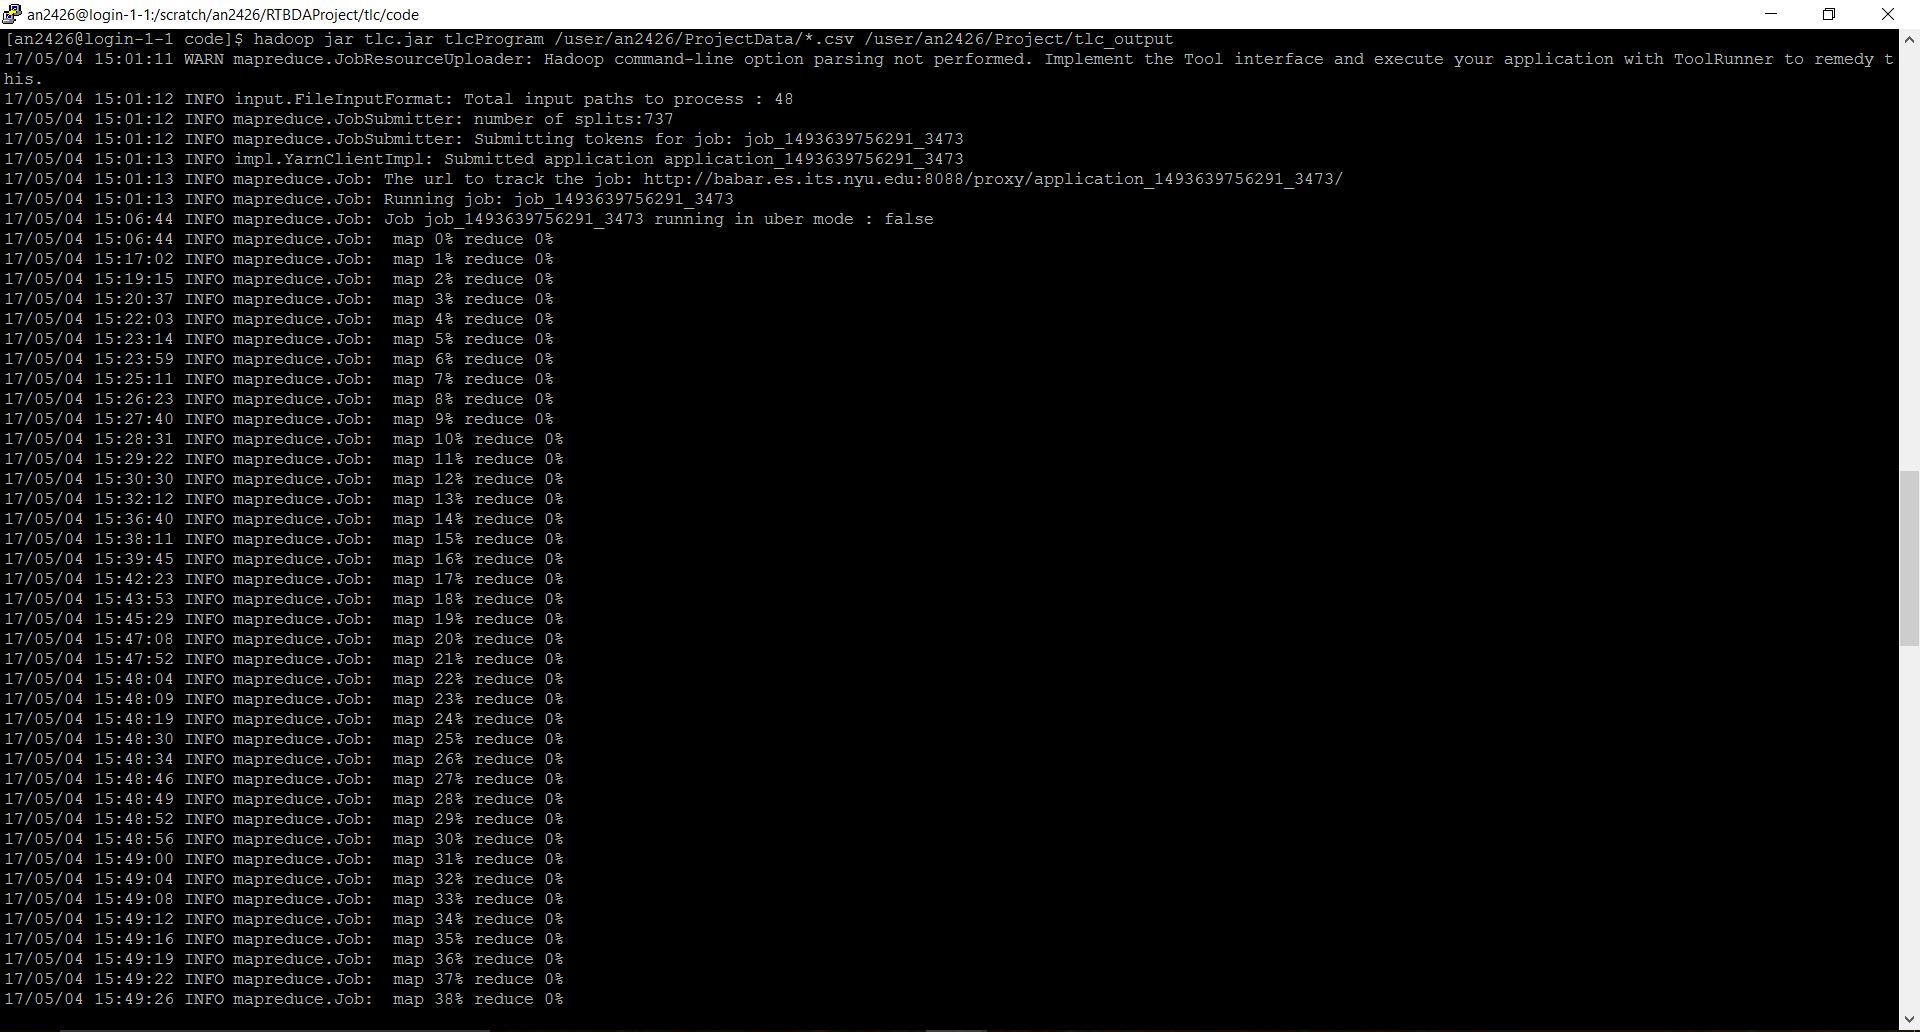 an2426@login-1-1:/scratch/an2426/RTBDAProject/tlc/code
[an2426@login-1-1 code]$ hadoop jar tlc.jar tlcProgram /user/an2426/ProjectData/*.csv /user/an2426/Project/tlc_output
17/05/04 15:01:11 WARN mapreduce.JobResourceUploader: Hadoop command-line option parsing not performed. Implement the Tool interface and execute your application with ToolRunner to remedy t
his.
17/05/04 15:01:12 INFO input.FileInputFormat: Total input paths to process : 48
17/05/04 15:01:12 INFO mapreduce.JobSubmitter: number of splits:737
17/05/04 15:01:12 INFO mapreduce.JobSubmitter: Submitting tokens for job: job_1493639756291_3473
17/05/04 15:01:13 INFO impl.YarnClientImpl: Submitted application application_1493639756291_3473
17/05/04 15:01:13 INFO mapreduce.Job: The url to track the job: http://babar.es.its.nyu.edu:8088/proxy/application_1493639756291_3473/
17/05/04 15:01:13 INFO mapreduce.Job: Running job: job_1493639756291_3473
17/05/04 15:06:44 INFO mapreduce.Job: Job job_1493639756291_3473 running in uber mode : false
17/05/04 15:06:44 INFO mapreduce.Job:  map 0% reduce 0%
17/05/04 15:17:02 INFO mapreduce.Job:  map 1% reduce 0%
17/05/04 15:19:15 INFO mapreduce.Job:  map 2% reduce 0%
17/05/04 15:20:37 INFO mapreduce.Job:  map 3% reduce 0%
17/05/04 15:22:03 INFO mapreduce.Job:  map 4% reduce 0%
17/05/04 15:23:14 INFO mapreduce.Job:  map 5% reduce 0%
17/05/04 15:23:59 INFO mapreduce.Job:  map 6% reduce 0%
17/05/04 15:25:11 INFO mapreduce.Job:  map 7% reduce 0%
17/05/04 15:26:23 INFO mapreduce.Job:  map 8% reduce 0%
17/05/04 15:27:40 INFO mapreduce.Job:  map 9% reduce 0%
17/05/04 15:28:31 INFO mapreduce.Job:  map 10% reduce 0%
17/05/04 15:29:22 INFO mapreduce.Job:  map 11% reduce 0%
17/05/04 15:30:30 INFO mapreduce.Job:  map 12% reduce 0%
17/05/04 15:32:12 INFO mapreduce.Job:  map 13% reduce 0%
17/05/04 15:36:40 INFO mapreduce.Job:  map 14% reduce 0%
17/05/04 15:38:11 INFO mapreduce.Job:  map 15% reduce 0%
17/05/04 15:39:45 INFO mapreduce.Job:  map 16% reduce 0%
17/05/04 15:42:23 INFO mapreduce.Job:  map 17% reduce 0%
17/05/04 15:43:53 INFO mapreduce.Job:  map 18% reduce 0%
17/05/04 15:45:29 INFO mapreduce.Job:  map 19% reduce 0%
17/05/04 15:47:08 INFO mapreduce.Job:  map 20% reduce 0%
17/05/04 15:47:52 INFO mapreduce.Job:  map 21% reduce 0%
17/05/04 15:48:04 INFO mapreduce.Job:  map 22% reduce 0%
17/05/04 15:48:09 INFO mapreduce.Job:  map 23% reduce 0%
17/05/04 15:48:19 INFO mapreduce.Job:  map 24% reduce 0%
17/05/04 15:48:30 INFO mapreduce.Job:  map 25% reduce 0%
17/05/04 15:48:34 INFO mapreduce.Job:  map 26% reduce 0%
17/05/04 15:48:46 INFO mapreduce.Job:  map 27% reduce 0%
17/05/04 15:48:49 INFO mapreduce.Job:  map 28% reduce 0%
17/05/04 15:48:52 INFO mapreduce.Job:  map 29% reduce 0%
17/05/04 15:48:56 INFO mapreduce.Job:  map 30% reduce 0%
17/05/04 15:49:00 INFO mapreduce.Job:  map 31% reduce 0%
17/05/04 15:49:04 INFO mapreduce.Job:  map 32% reduce 0%
17/05/04 15:49:08 INFO mapreduce.Job:  map 33% reduce 0%
17/05/04 15:49:12 INFO mapreduce.Job:  map 34% reduce 0%
17/05/04 15:49:16 INFO mapreduce.Job:  map 35% reduce 0%
17/05/04 15:49:19 INFO mapreduce.Job:  map 36% reduce 0%
17/05/04 15:49:22 INFO mapreduce.Job:  map 37% reduce 0%
17/05/04 15:49:26 INFO mapreduce.Job:  map 38% reduce 0%